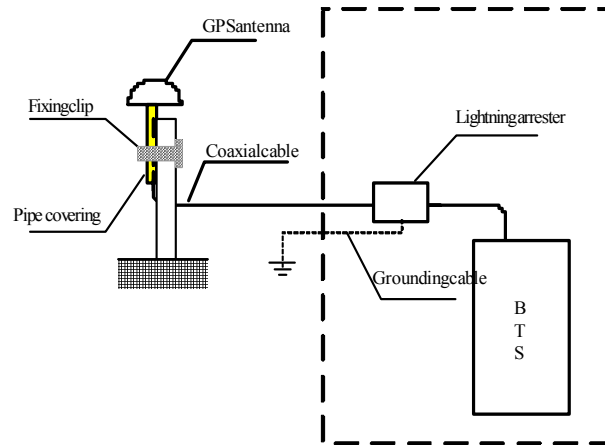 GPSantenna
Fixingclip
Lightningarrester
Coaxialcable
Pipe covering
Groundingcable
B
T
S